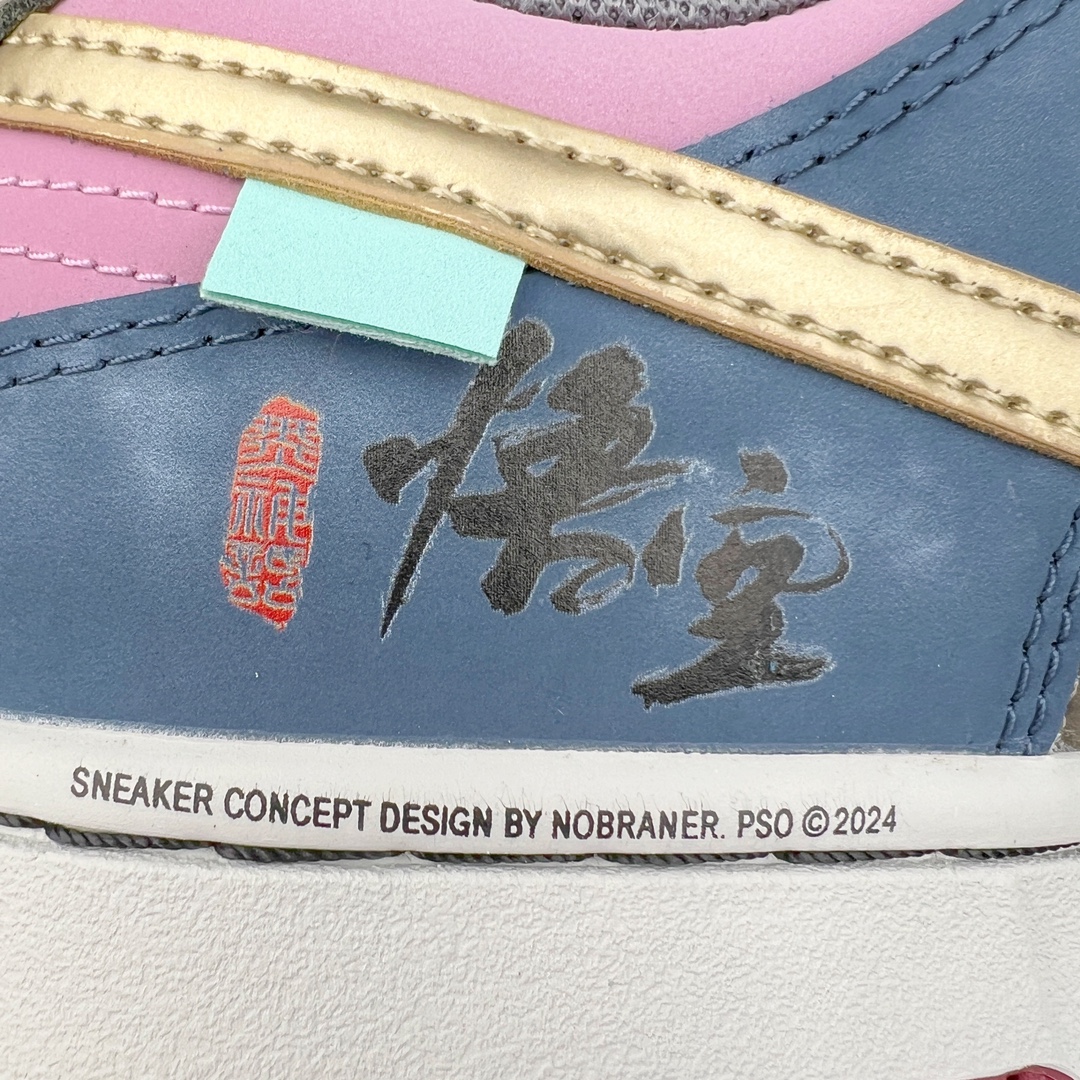 悟空
SNEAKER CONCEPT DESIGN BY NOBRANER. PSO ©2024